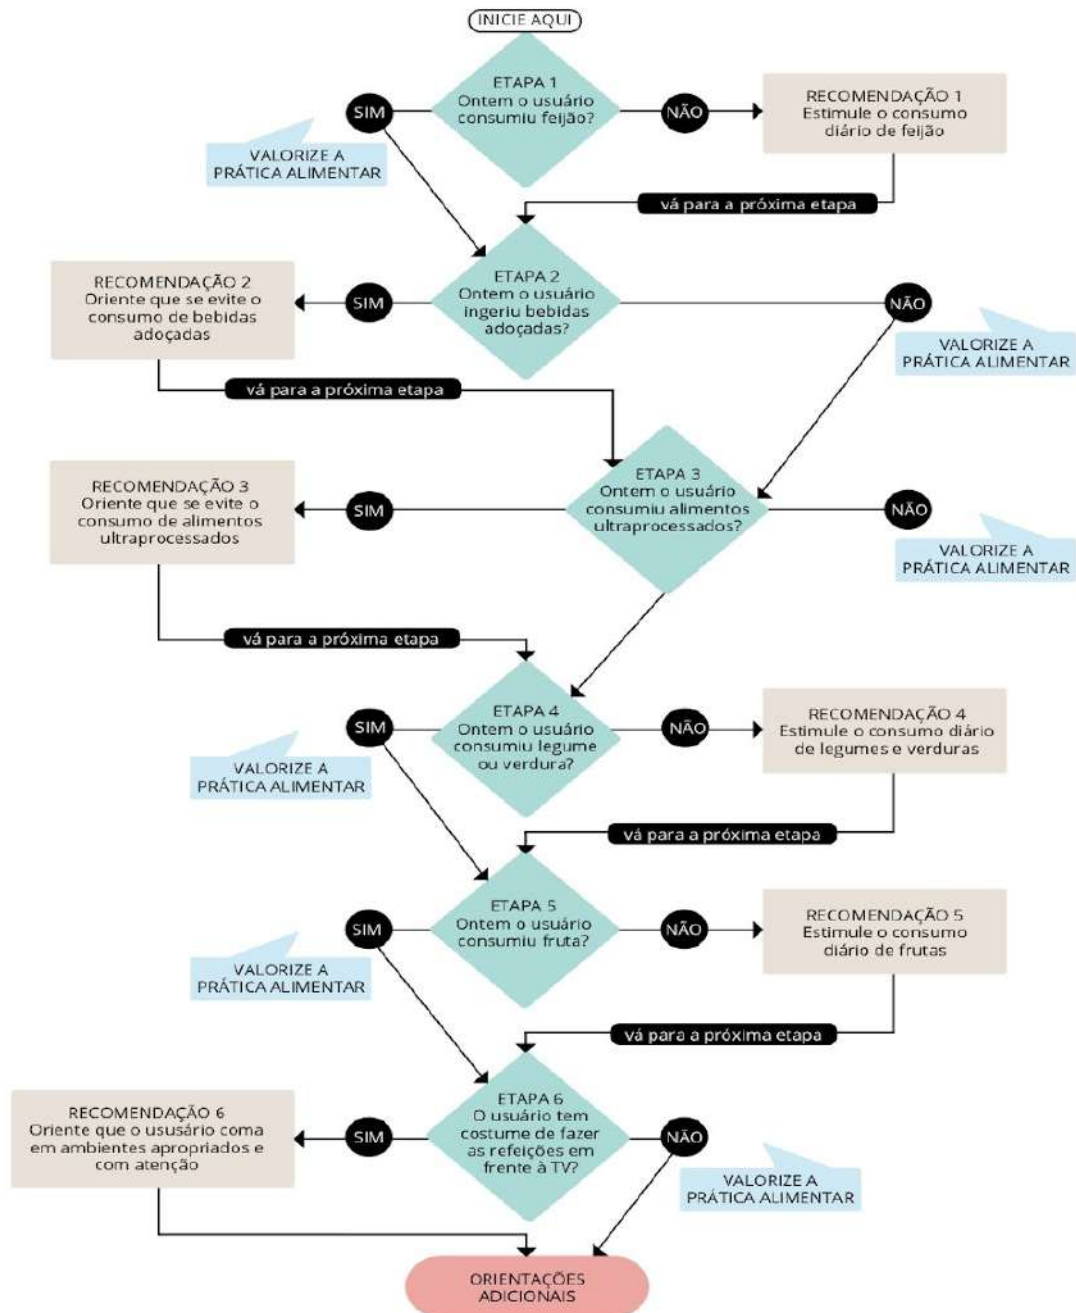 INICIE AQUI
ETAPA 1
Ontem o usuário
consumiu feijão?
SIM
NÃO
RECOMENDAÇÃO 1
Estimule o consumo
diário de feijão
VALORIZE A
PRÁTICA ALIMENTAR
vá para a próxima etapa
ETAPA 2
Ontem o usuário
ingeriu bebidas
adoçadas?
SIM
RECOMENDAÇÃO 2
Oriente que se evite o
consumo de bebidas
adoçadas
NÃO
VALORIZE A
PRÁTICA ALIMENTAR
vá para a próxima etapa
ETAPA 3
Ontem o usuário
consumiu alimentos
ultraprocessados?
SIM
RECOMENDAÇÃO 3
Oriente que se evite o
consumo de alimentos
ultraprocessados
NÃO
VALORIZE A
PRÁTICA ALIMENTAR
vá para a próxima etapa
ETAPA 4
Ontem o usuário
consumiu legume
ou verdura?
SIM
NÃO
RECOMENDAÇÃO 4
Estimule o consumo diário
de legumes e verduras
VALORIZE A
PRÁTICA ALIMENTAR
vá para a próxima etapa
ETAPA 5
Ontem o usuário
consumiu fruta?
SIM
NÃO
RECOMENDAÇÃO 5
Estimule o consumo
diário de frutas
VALORIZE A
PRÁTICA ALIMENTAR
vá para a próxima etapa
ETAPA 6
O usuário tem
costume de fazer
as refeições em
frente à TV?
SIM
RECOMENDAÇÃO 6
Oriente que o ususário coma
em ambientes apropriados e
com atenção
NÃO
VALORIZE A
PRÁTICA ALIMENTAR
ORIENTAÇÕES
ADICIONAIS